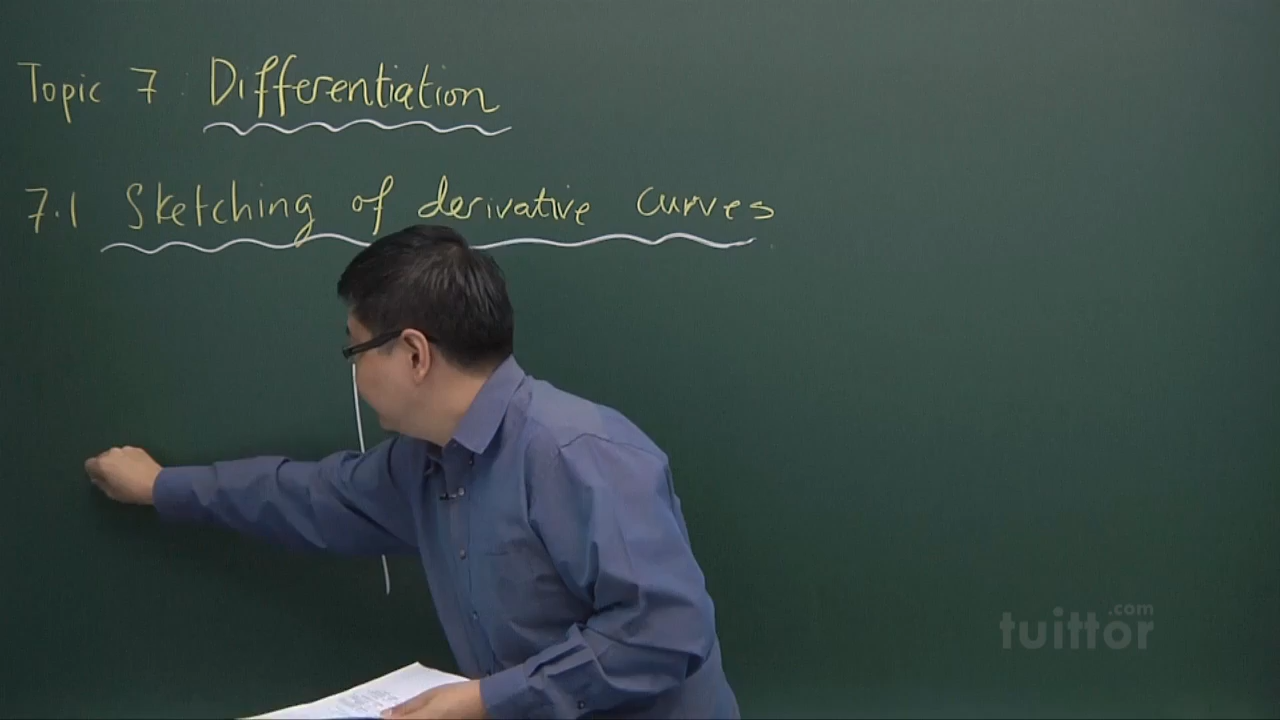 Topic 7 Differentiation
7.1 Sketching of derivative curves
tuittor.com